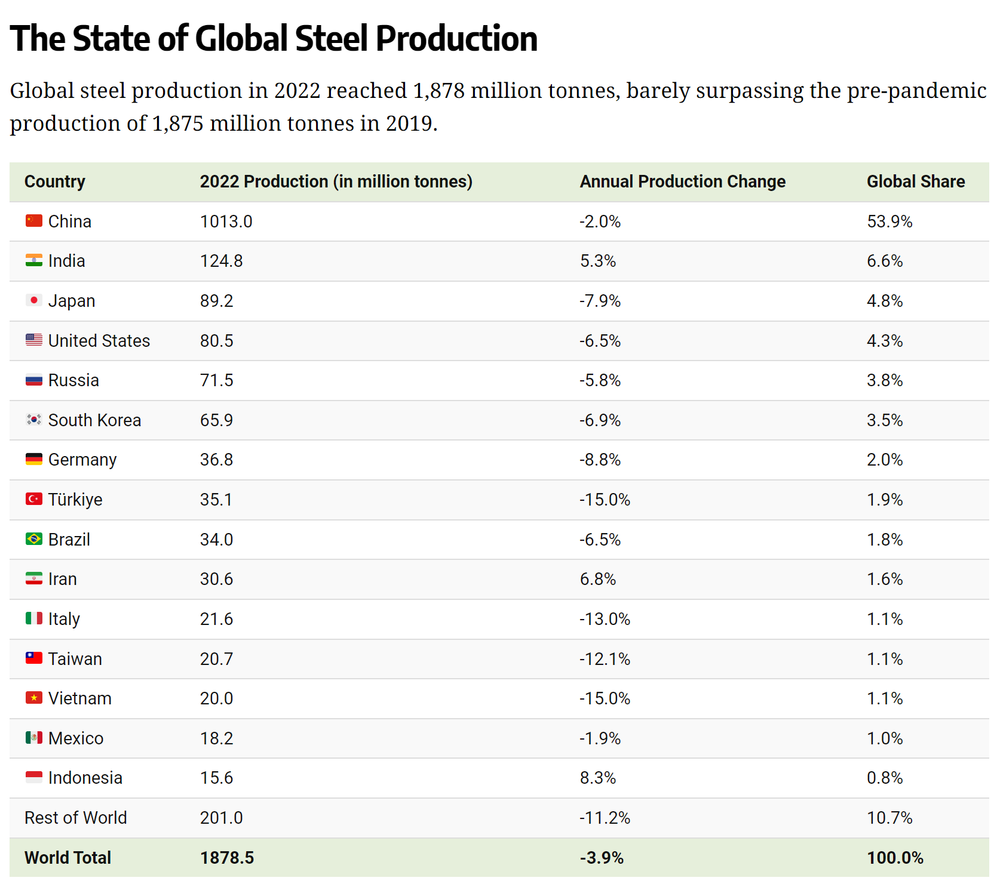 The State of Global Steel Production
Global steel production in 2022 reached 1,878 million tonnes, barely surpassing the pre-pandemic
production of 1,875 million tonnes in 2019.
Country 2022 Production (in million tonnes) Annual Production Change Global Share
China 1013.0 -2.0% 53.9%
India 124.8 5.3% 6.6%
Japan 89.2 -7.9% 4.8%
United States 80.5 -6.5% 4.3%
Russia 71.5 -5.8% 3.8%
South Korea 65.9 -6.9% 3.5%
Germany 36.8 -8.8% 2.0%
Türkiye 35.1 -15.0% 1.9%
Brazil 34.0 -6.5% 1.8%
Iran 30.6 6.8% 1.6%
Italy 21.6 -13.0% 1.1%
Taiwan 20.7 -12.1% 1.1%
Vietnam 20.0 -15.0% 1.1%
Mexico 18.2 -1.9% 1.0%
Indonesia 15.6 8.3% 0.8%
Rest of World 201.0 -11.2% 10.7%
World Total 1878.5 -3.9% 100.0%